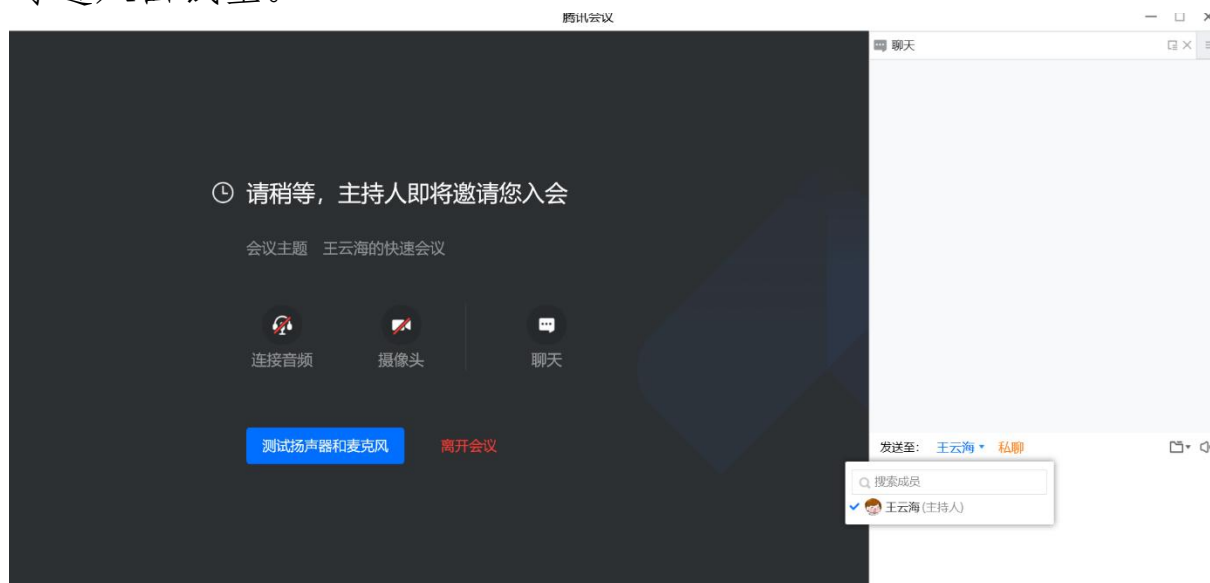 腾讯会议
聊天
请稍等，主持人即将邀请您入会
会议主题 王云海的快速会议
连接音频 摄像头 聊天
测试扬声器和麦克风 离开会议
发送至： 王云海 私聊
搜索成员
王云海(主持人)